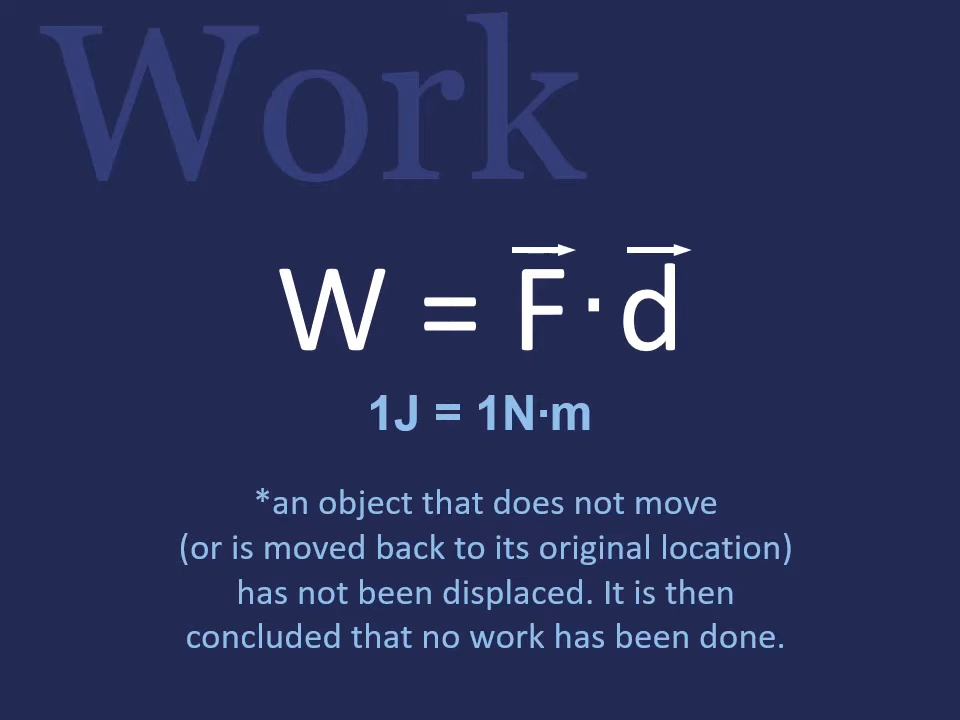 Work
W = F⃗ · d⃗
1J = 1N·m
*an object that does not move
(or is moved back to its original location)
has not been displaced. It is then
concluded that no work has been done.